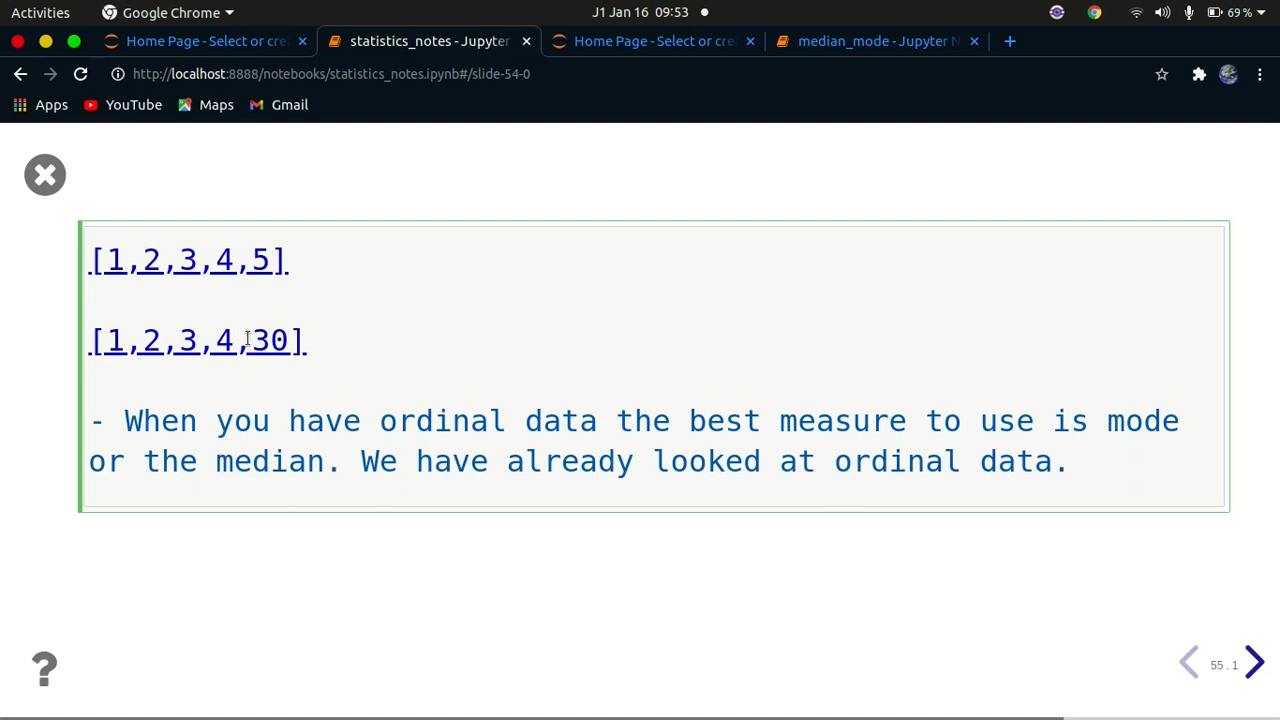 Activities Google Chrome J1 Jan 16 09:53 69 %
Home Page - Select or cre statistics_notes - Jupyter Home Page - Select or cre median_mode - Jupyter N
http://localhost:8888/notebooks/statistics_notes.ipynb#/slide-54-0
Apps YouTube Maps Gmail
[1,2,3,4,5]
[1,2,3,4,30]
- When you have ordinal data the best measure to use is mode
or the median. We have already looked at ordinal data.
? 55 . 1